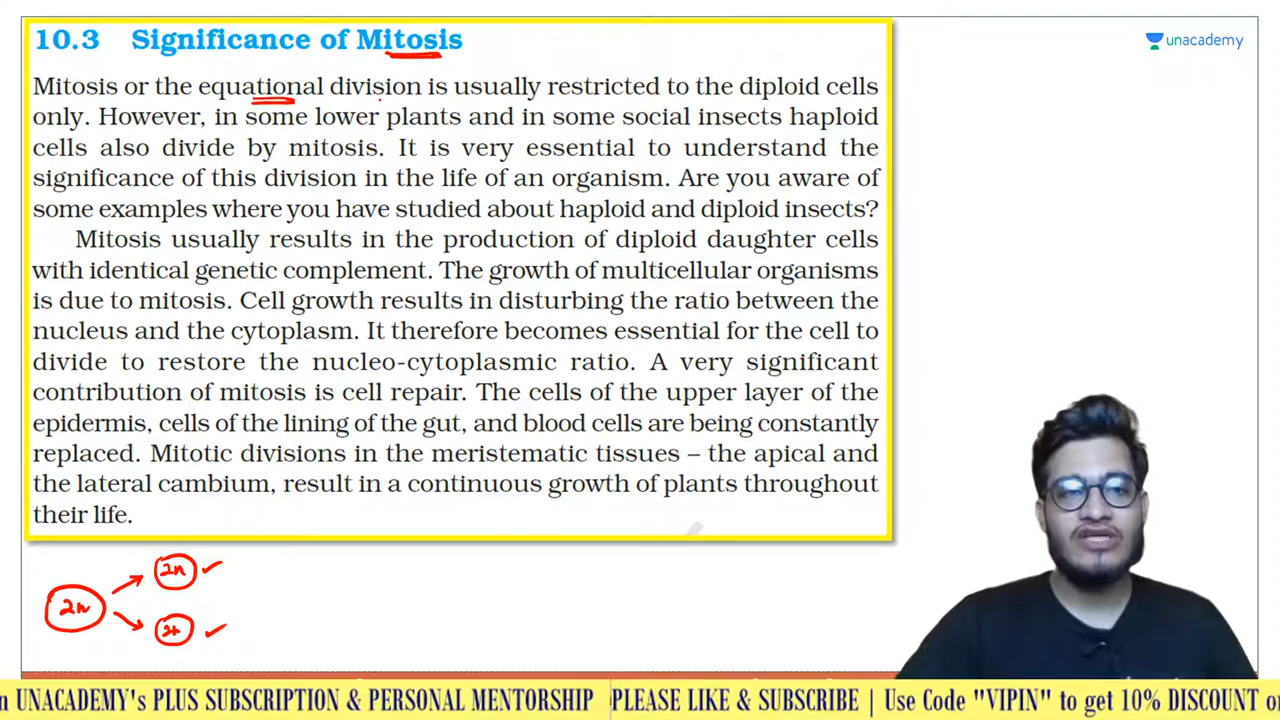 10.3 Significance of Mitosis
unacademy
Mitosis or the equational division is usually restricted to the diploid cells
only. However, in some lower plants and in some social insects haploid
cells also divide by mitosis. It is very essential to understand the
significance of this division in the life of an organism. Are you aware of
some examples where you have studied about haploid and diploid insects?
Mitosis usually results in the production of diploid daughter cells
with identical genetic complement. The growth of multicellular organisms
is due to mitosis. Cell growth results in disturbing the ratio between the
nucleus and the cytoplasm. It therefore becomes essential for the cell to
divide to restore the nucleo-cytoplasmic ratio. A very significant
contribution of mitosis is cell repair. The cells of the upper layer of the
epidermis, cells of the lining of the gut, and blood cells are being constantly
replaced. Mitotic divisions in the meristematic tissues – the apical and
the lateral cambium, result in a continuous growth of plants throughout
their life.
2n
2n
2n
n UNACADEMY's PLUS SUBSCRIPTION & PERSONAL MENTORSHIP PLEASE LIKE & SUBSCRIBE | Use Code "VIPIN" to get 10% DISCOUNT o